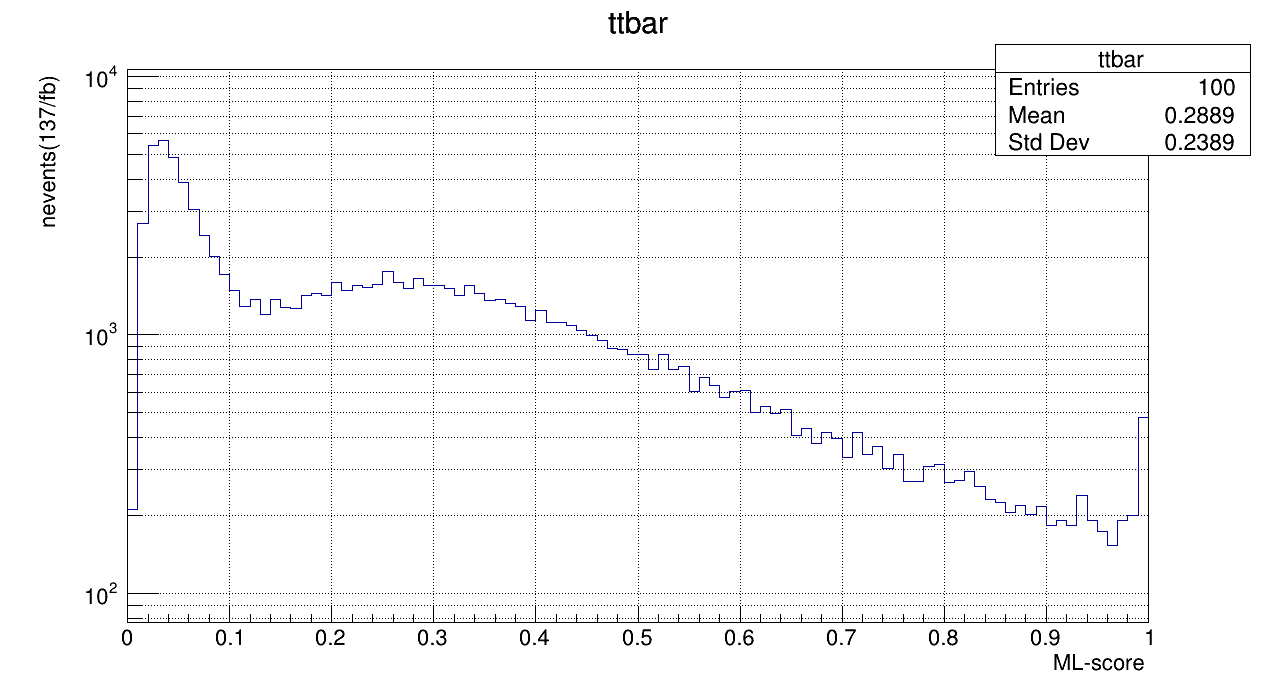 ttbar
ttbar
Entries 100
Mean 0.2889
Std Dev 0.2389
nevents(137/fb)
10^4
10^3
10^2
0 0.1 0.2 0.3 0.4 0.5 0.6 0.7 0.8 0.9 1
ML-score